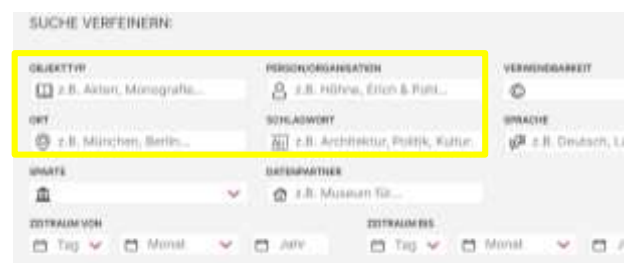 SUCHE VERFEINERN:
OBJEKTTYP PERSON/ORGANISATION VERWENDBARKEIT
z.B. Akten, Monografie... z.B. Höhne, Erich & Pohl...
ORT SCHLAGWORT SPRACHE
z.B. München, Berlin... z.B. Architektur, Politik, Kultur. z.B. Deutsch, La
SPARTE DATENPARTNER
z.B. Museum für...
ZEITRAUM VON ZEITRAUM BIS
Tag Monat Jahr Tag Monat